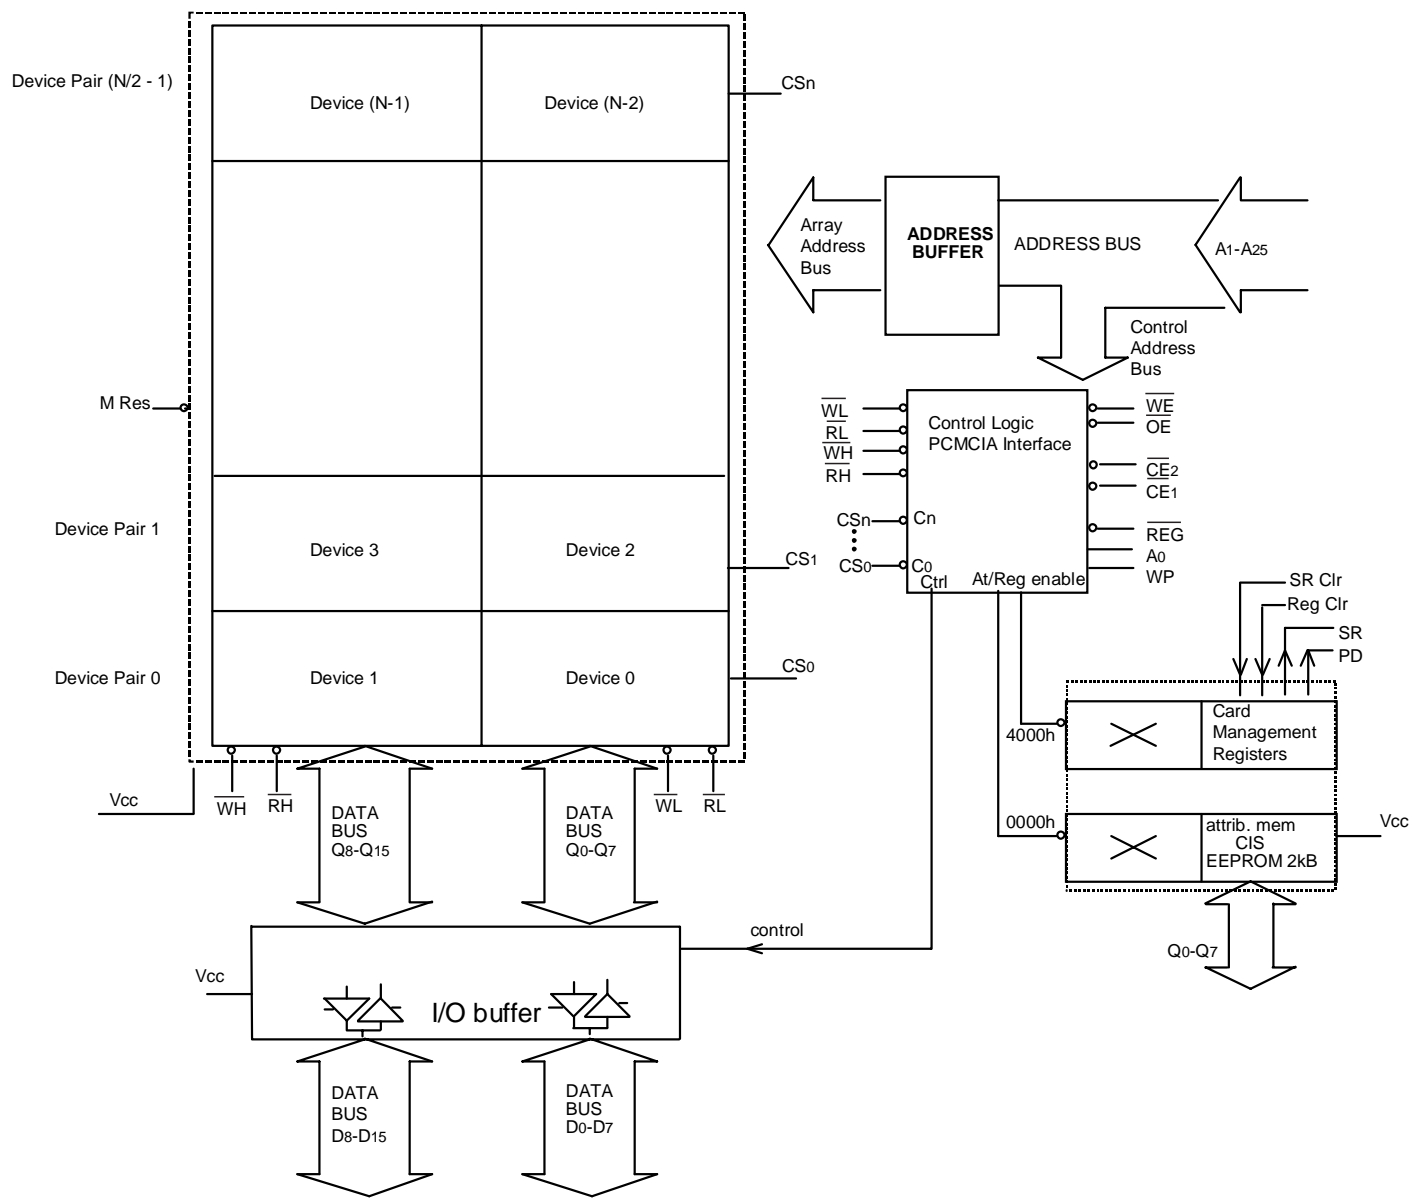 Device Pair (N/2 - 1)
Device (N-1)
Device (N-2)
CSn
Array
Address
Bus
ADDRESS
BUFFER
ADDRESS BUS
A1-A25
Control
Address
Bus
M Res
WL
RL
WH
RH
Control Logic
PCMCIA Interface
WE
OE
CE2
CE1
REG
A0
WP
CSn
Cn
CS0
C0
Ctrl
At/Reg enable
Device Pair 1
Device 3
Device 2
CS1
SR Clr
Reg Clr
SR
PD
Device Pair 0
Device 1
Device 0
CS0
4000h
Card
Management
Registers
Vcc
WH
RH
DATA
BUS
Q8-Q15
DATA
BUS
Q0-Q7
WL
RL
0000h
attrib. mem
CIS
EEPROM 2kB
Vcc
control
Q0-Q7
Vcc
I/O buffer
DATA
BUS
D8-D15
DATA
BUS
D0-D7